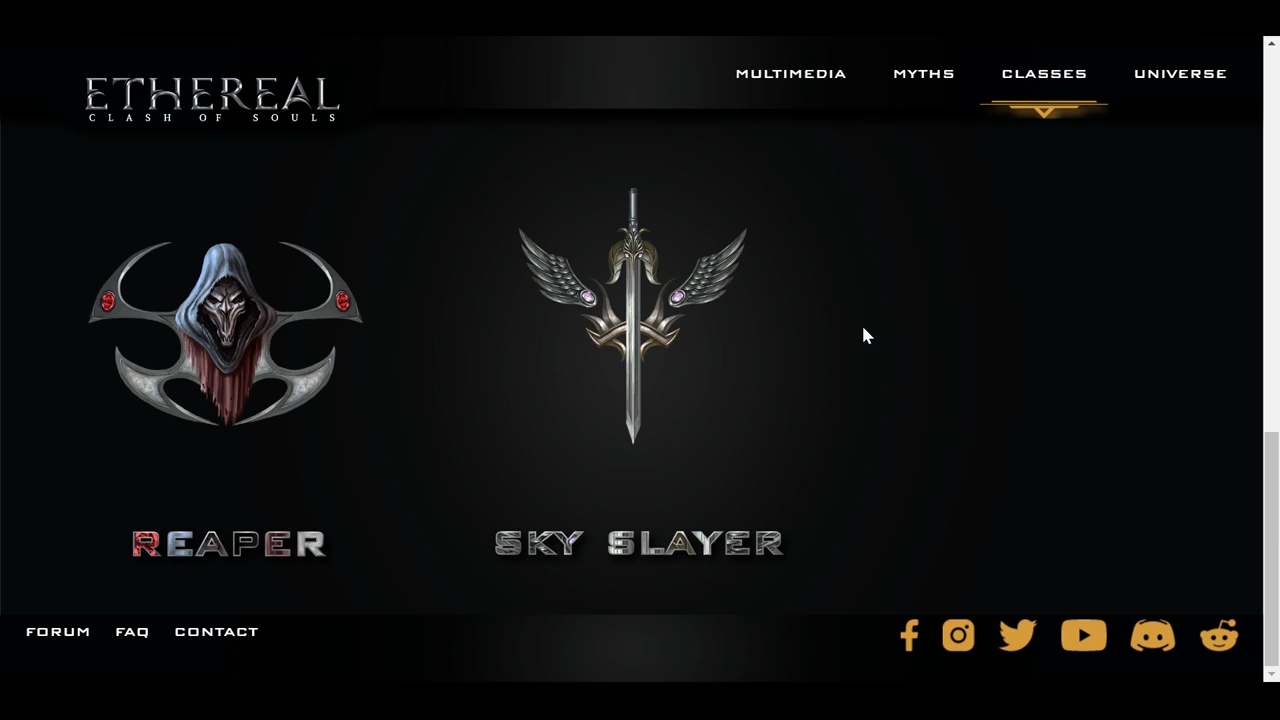 MULTIMEDIA MYTHS CLASSES UNIVERSE
ETHEREAL
CLASH OF SOULS
REAPER SKY SLAYER
FORUM FAQ CONTACT